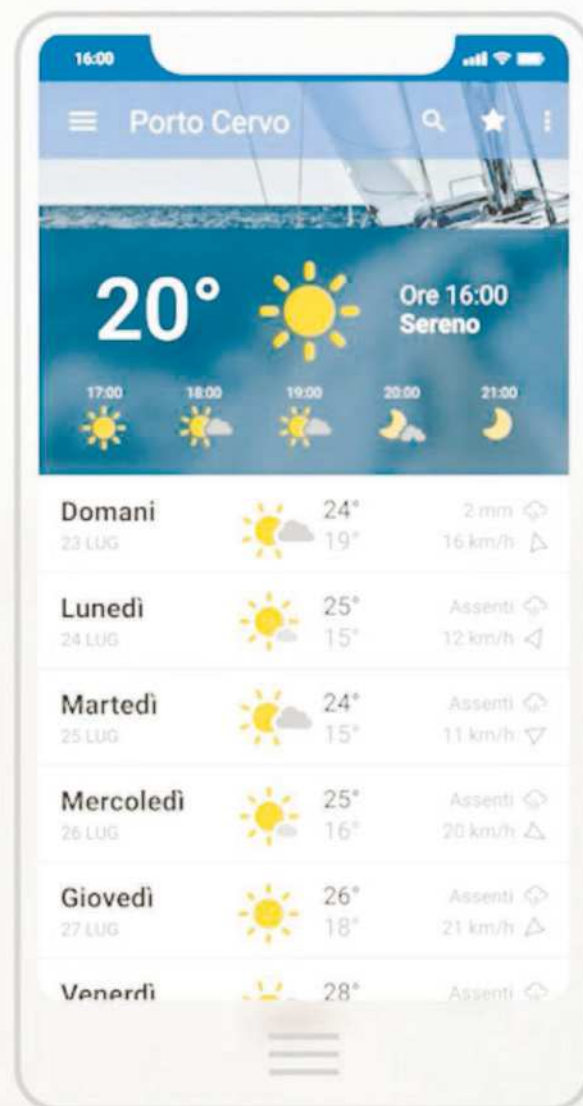 16:00
Porto Cervo
20°
Ore 16:00
Sereno
17:00 18:00 19:00 20:00 21:00
Domani 24° 2 mm
23 LUG 19° 16 km/h
Lunedì 25° Assenti
24 LUG 15° 12 km/h
Martedì 24° Assenti
25 LUG 15° 11 km/h
Mercoledì 25° Assenti
26 LUG 16° 20 km/h
Giovedì 26° Assenti
27 LUG 18° 21 km/h
Venerdì 28° Assenti